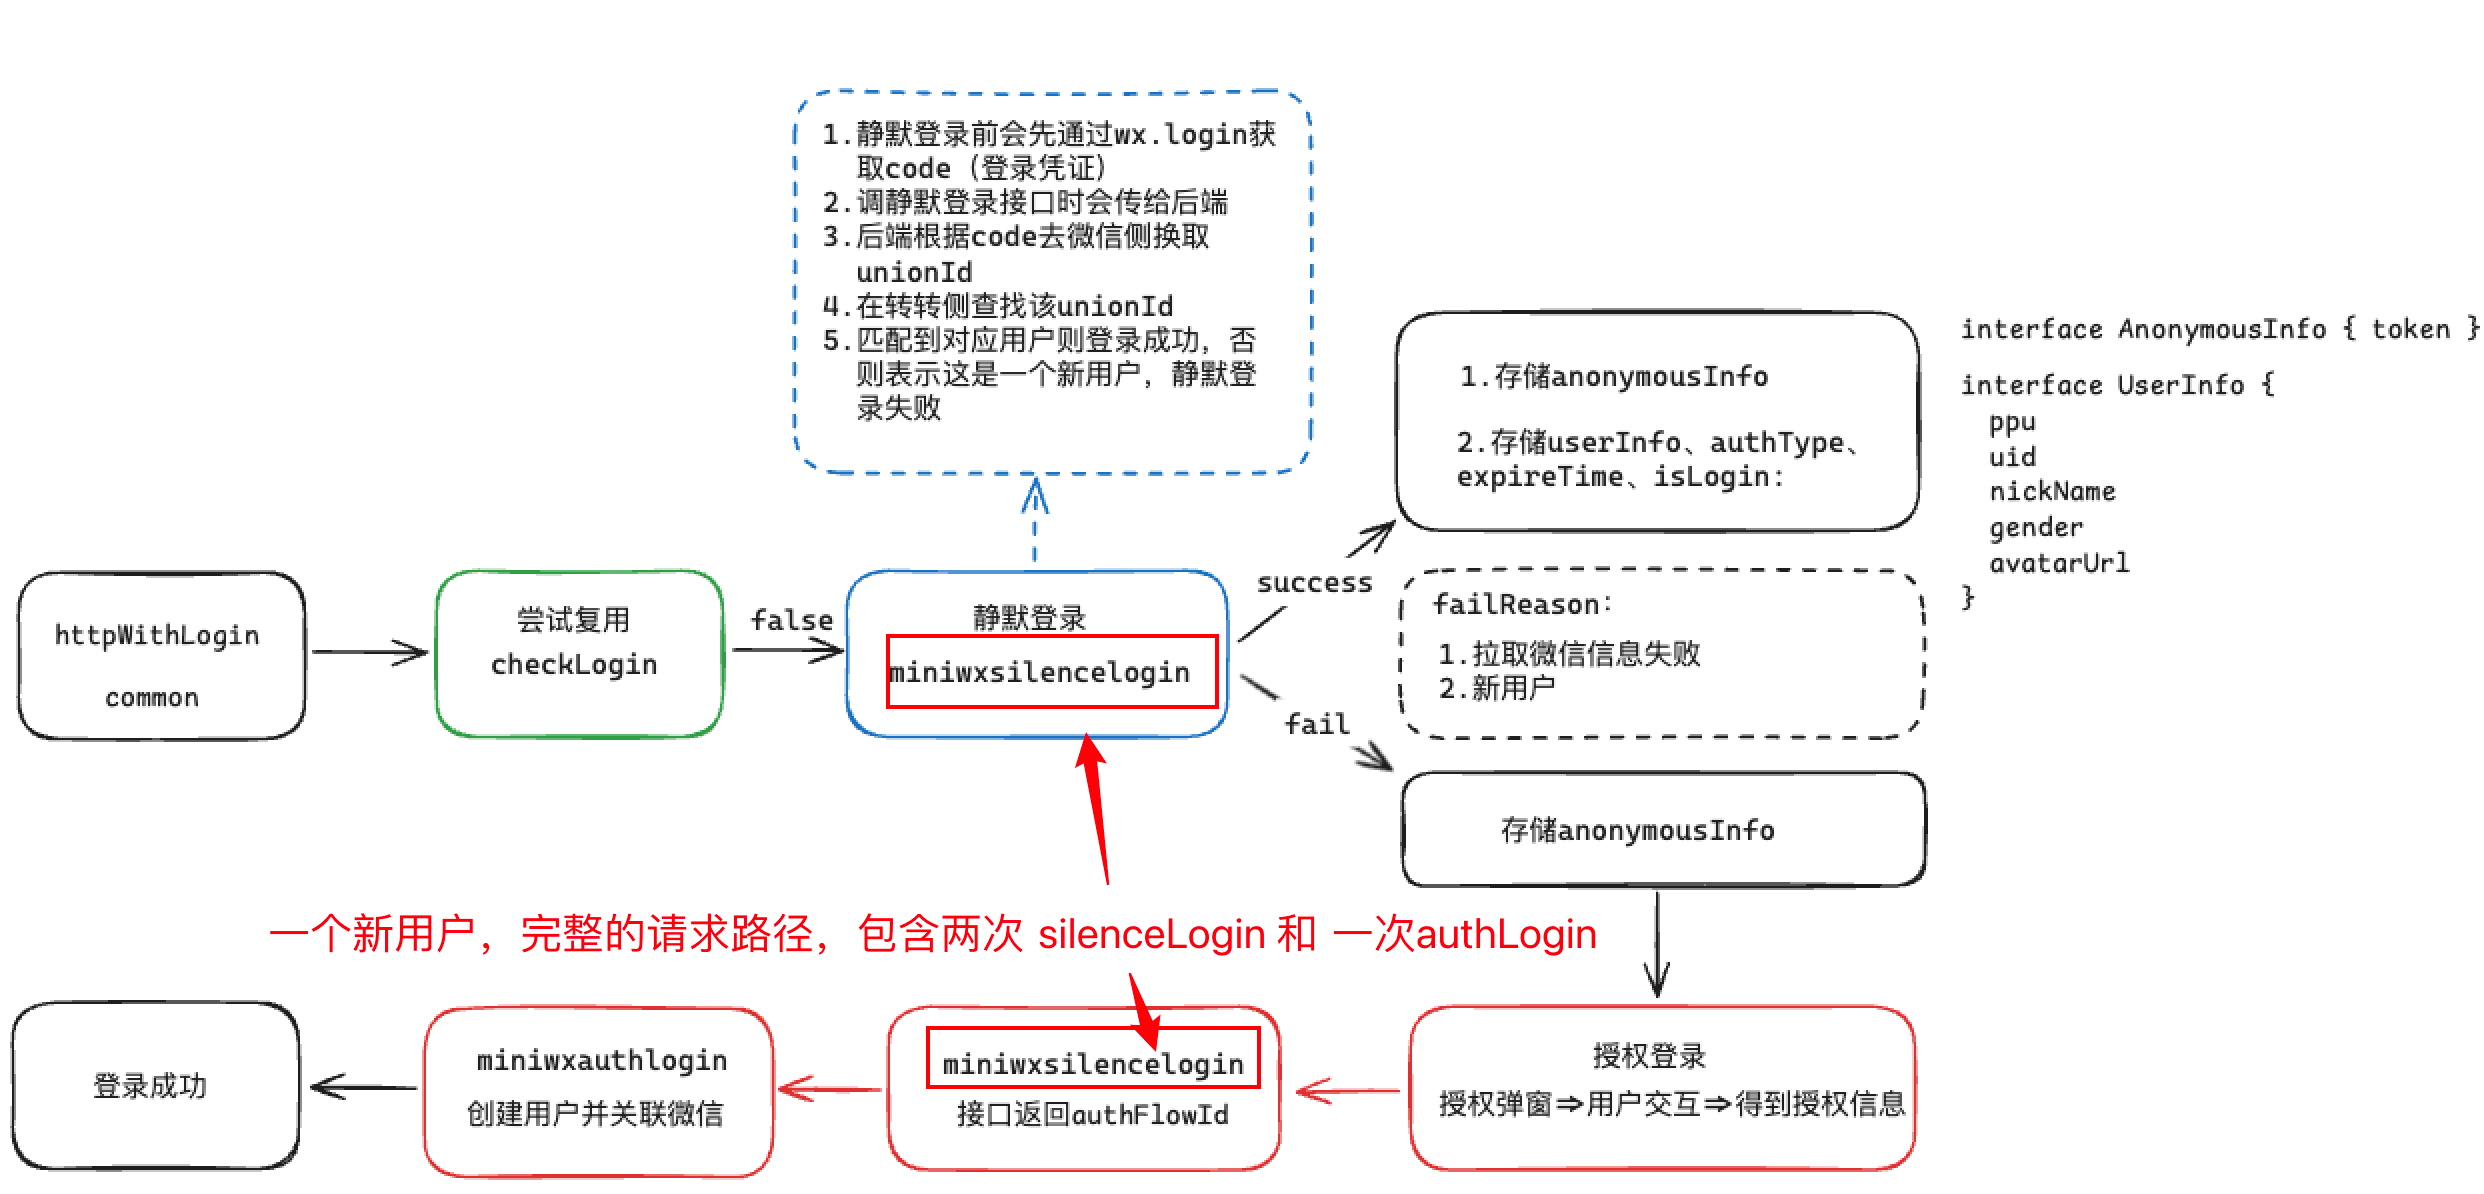 1.静默登录前会先通过wx.login获
取code（登录凭证）
2.调静默登录接口时会传给后端
3.后端根据code去微信侧换取
unionId
4.在转转侧查找该unionId
5.匹配到对应用户则登录成功，否
则表示这是一个新用户，静默登
录失败
1.存储anonymousInfo
2.存储userInfo、authType、
expireTime、isLogin：
interface AnonymousInfo { token }
interface UserInfo {
ppu
uid
nickName
gender
avatarUrl
}
httpWithLogin
common
尝试复用
checkLogin
false
静默登录
miniwxsilencelogin
success
fail
failReason：
1.拉取微信信息失败
2.新用户
存储anonymousInfo
一个新用户，完整的请求路径，包含两次 silenceLogin 和 一次authLogin
授权登录
授权弹窗⇒用户交互⇒得到授权信息
miniwxsilencelogin
接口返回authFlowId
miniwxauthlogin
创建用户并关联微信
登录成功